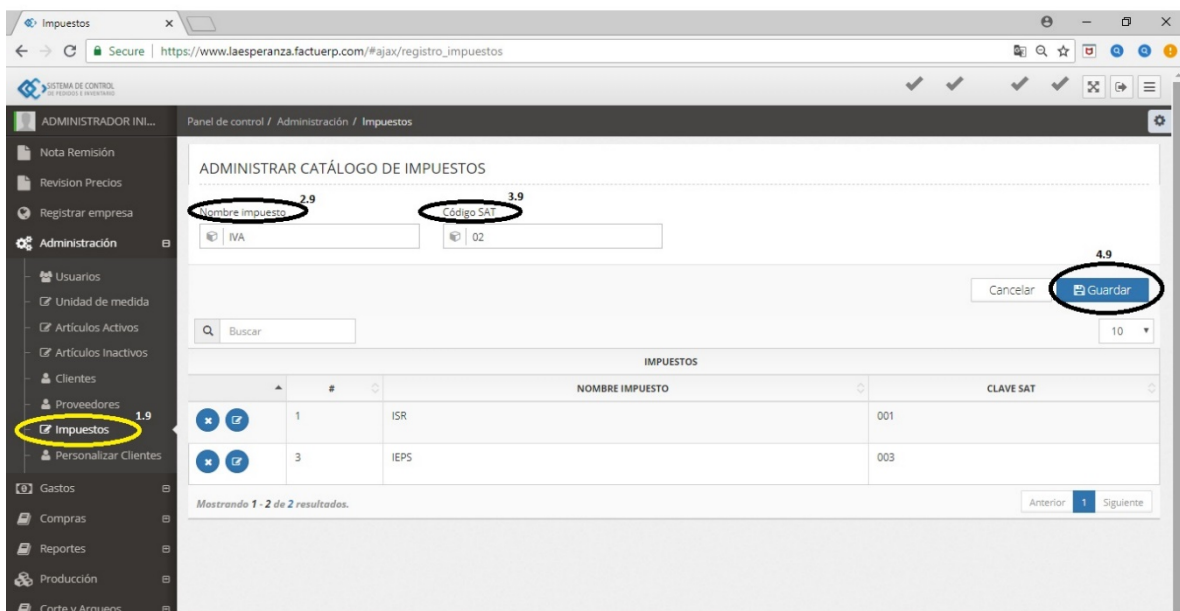 Impuestos
Secure https://www.laesperanza.factuerp.com/#ajax/registro_impuestos
SISTEMA DE CONTROL
DE PEDIDOS E INVENTARIO
ADMINISTRADOR INI... Panel de control / Administración / Impuestos
Nota Remisión
Revision Precios
Registrar empresa
Administración
Usuarios
Unidad de medida
Artículos Activos
Artículos Inactivos
Clientes
Proveedores
1.9
Impuestos
Personalizar Clientes
Gastos
Compras
Reportes
Producción
Corte y Arqueos
ADMINISTRAR CATÁLOGO DE IMPUESTOS
2.9 3.9
Nombre impuesto Código SAT
IVA 02
4.9
Cancelar Guardar
Buscar 10
IMPUESTOS
# NOMBRE IMPUESTO CLAVE SAT
1 ISR 001
3 IEPS 003
Mostrando 1 - 2 de 2 resultados. Anterior 1 Siguiente